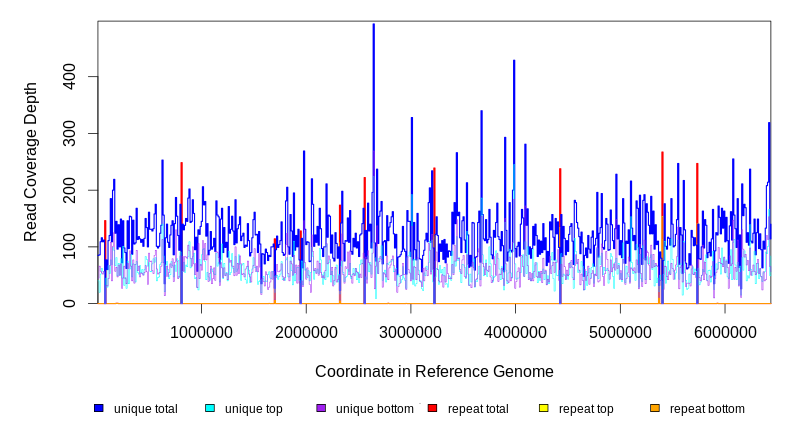 Read Coverage Depth
400
300
200
100
0
1000000 2000000 3000000 4000000 5000000 6000000
Coordinate in Reference Genome
unique total unique top unique bottom repeat total repeat top repeat bottom